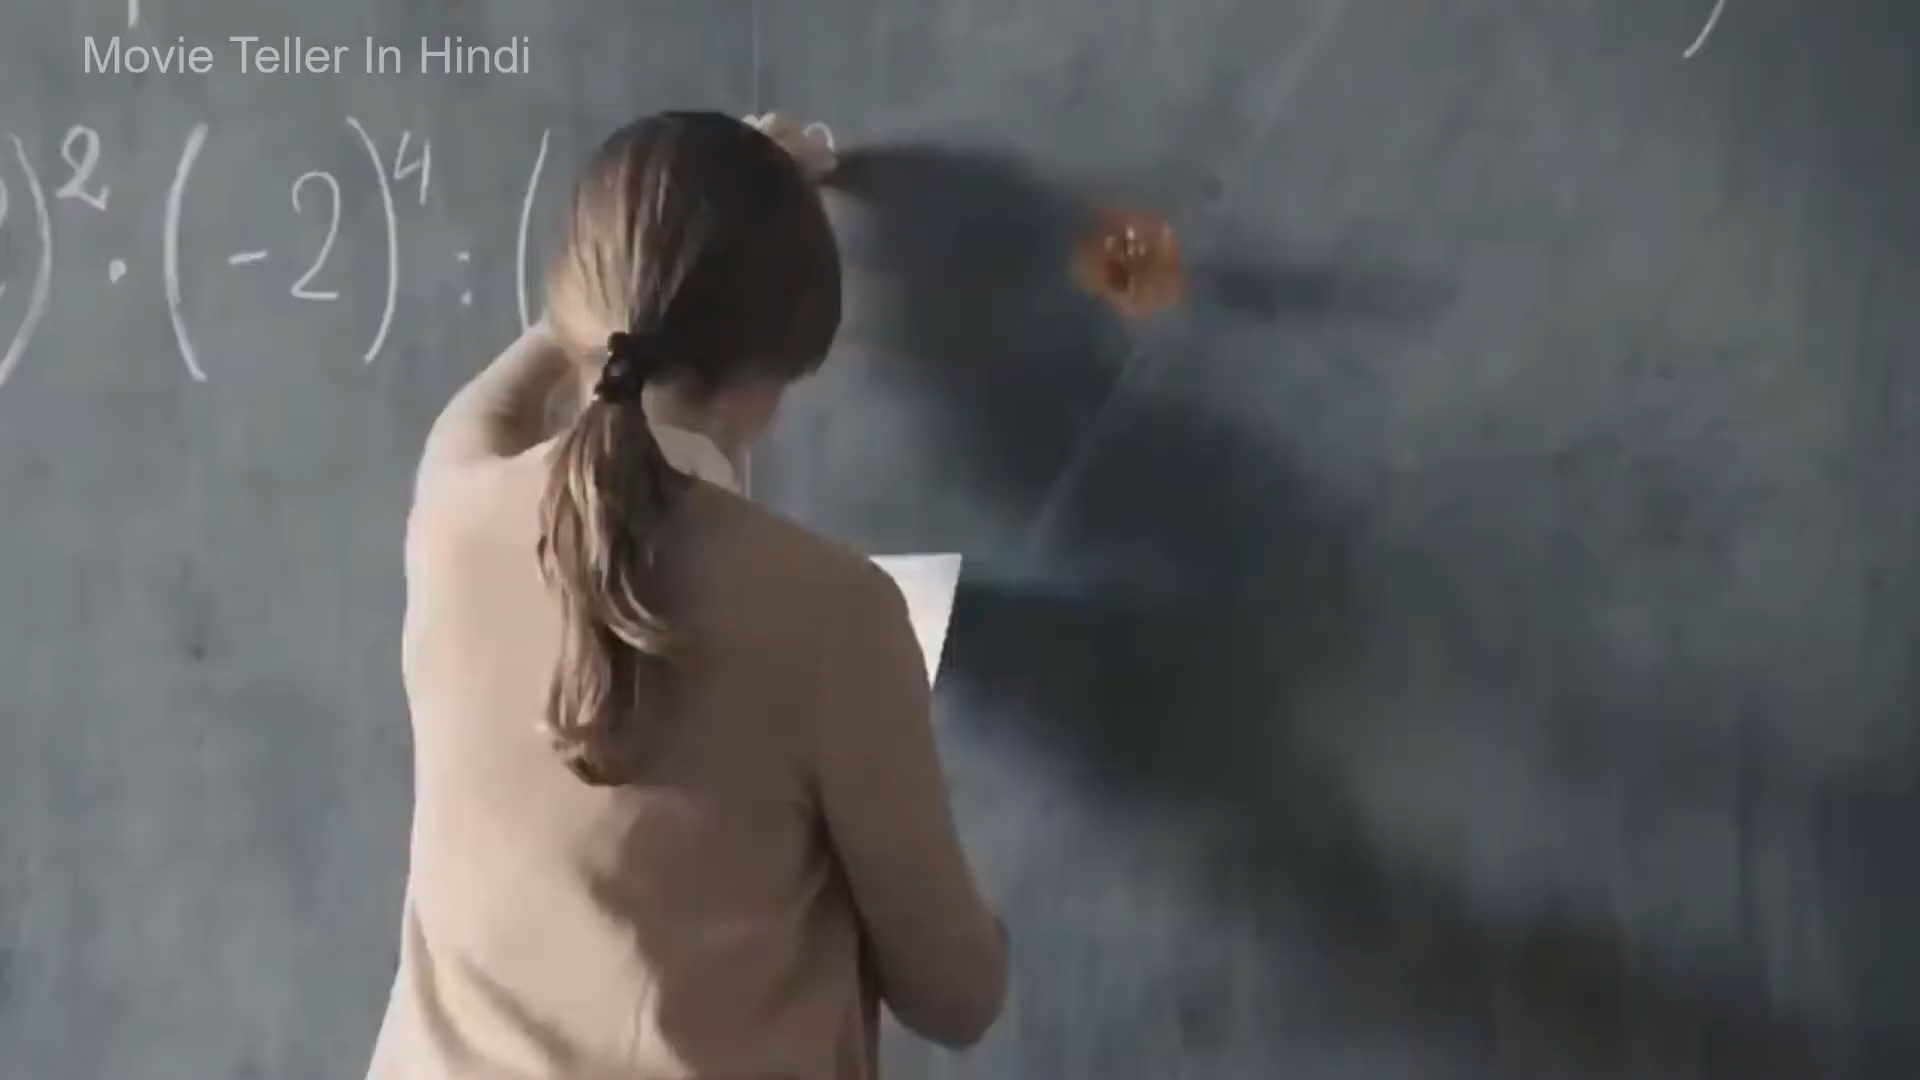 Movie Teller In Hindi
)² · (-2)⁴ : (